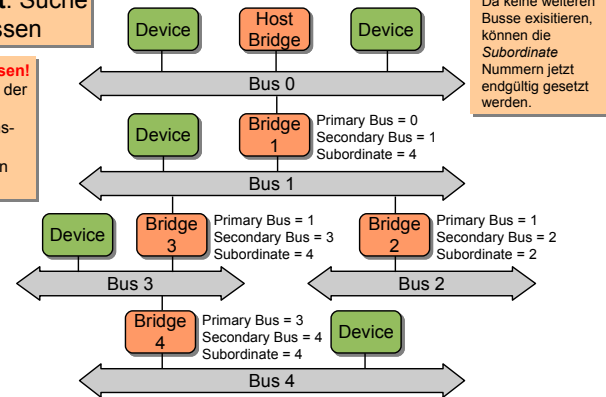 t: Suche
ssen
sen!
der
s-
n
Da keine weiteren
Busse exisitieren,
können die
Subordinate
Nummern jetzt
endgültig gesetzt
werden.
Device
Host
Bridge
Device
Bus 0
Device
Bridge
1
Primary Bus = 0
Secondary Bus = 1
Subordinate = 4
Bus 1
Device
Bridge
3
Primary Bus = 1
Secondary Bus = 3
Subordinate = 4
Bridge
2
Primary Bus = 1
Secondary Bus = 2
Subordinate = 2
Bus 3
Bus 2
Bridge
4
Primary Bus = 3
Secondary Bus = 4
Subordinate = 4
Device
Bus 4